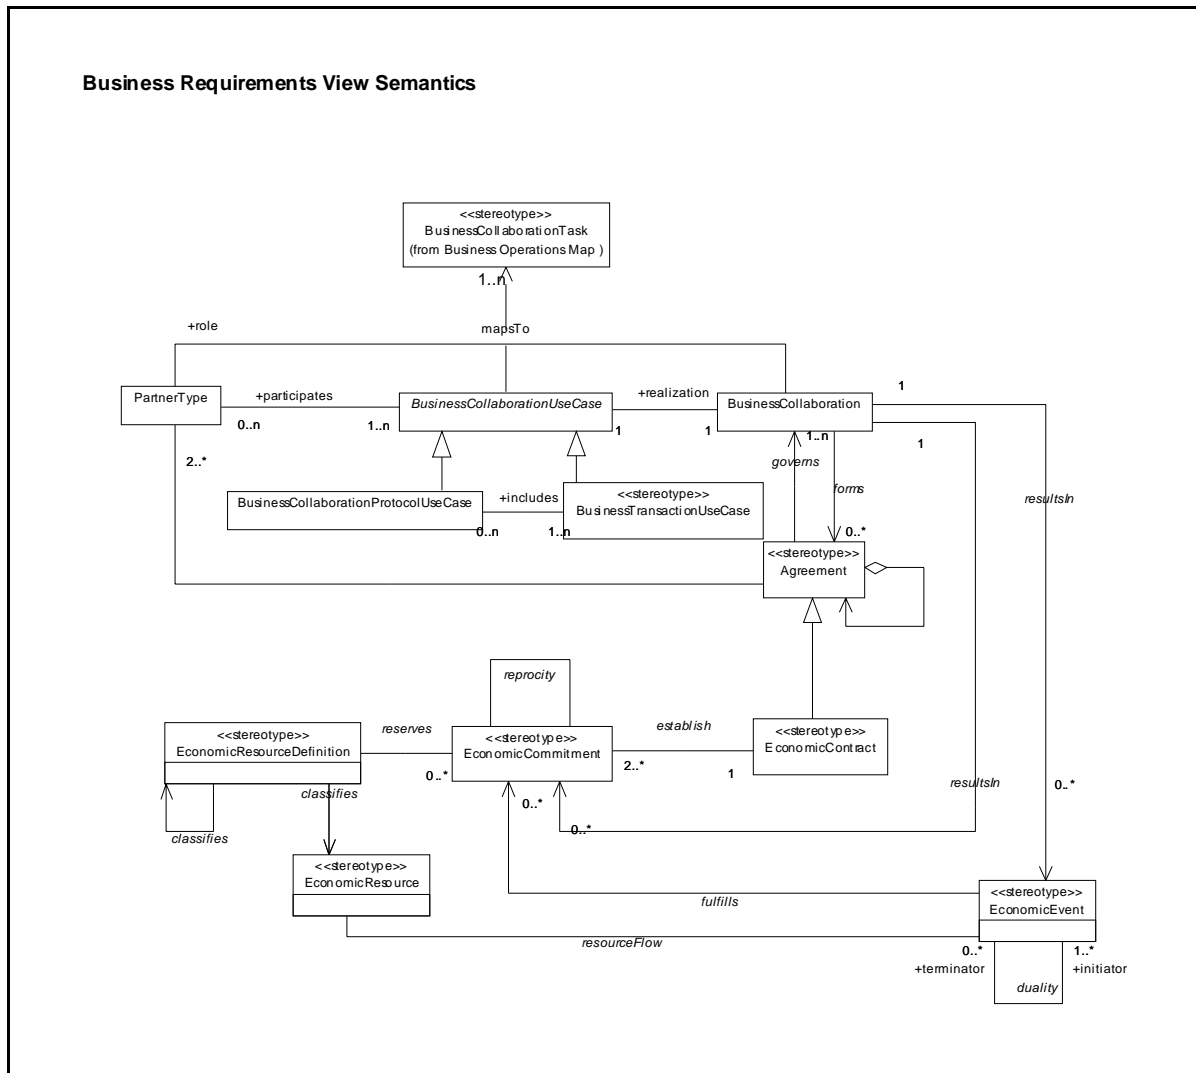 Business Requirements View Semantics
<<stereotype>>
BusinessCollaborationTask
(from Business Operations Map )
1..n
+role
mapsTo
PartnerType
+participates
0..n
1..n
BusinessCollaborationUseCase
+realization
1
1
BusinessCollaboration
1
1
1..n
2..*
governs
forms
resultsIn
BusinessCollaborationProtocolUseCase
+includes
0..n
1..n
<<stereotype>>
BusinessTransactionUseCase
0..*
<<stereotype>>
Agreement
reprocity
<<stereotype>>
EconomicResourceDefinition
reserves
0..*
<<stereotype>>
EconomicCommitment
establish
2..*
1
<<stereotype>>
EconomicContract
classifies
classifies
0..*
0..*
resultsIn
0..*
<<stereotype>>
EconomicResource
fulfills
<<stereotype>>
EconomicEvent
resourceFlow
0..*
1..*
+terminator
+initiator
duality